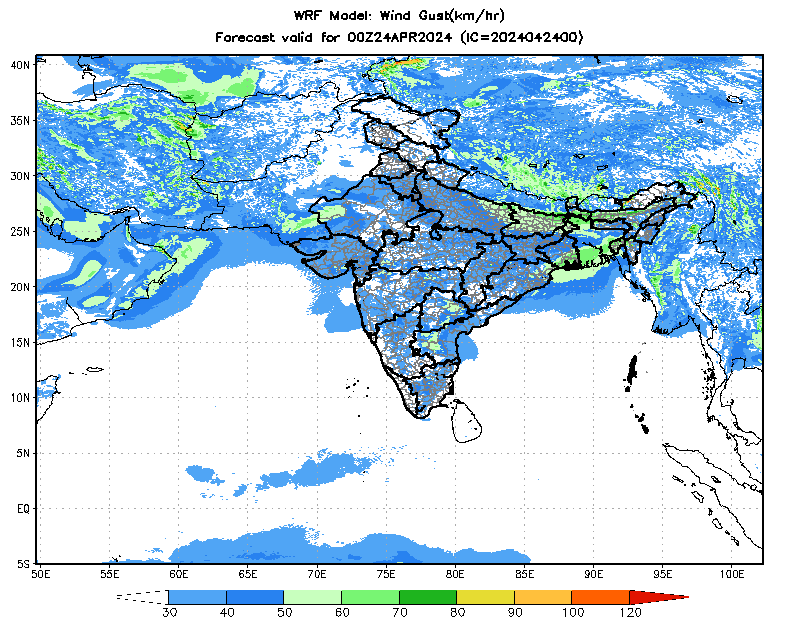 WRF Model: Wind Gust(km/hr)
Forecast valid for 00Z24APR2024 (IC=2024042400)
40N
35N
30N
25N
20N
15N
10N
5N
EQ
5S
50E 55E 60E 65E 70E 75E 80E 85E 90E 95E 100E
30 40 50 60 70 80 90 100 120